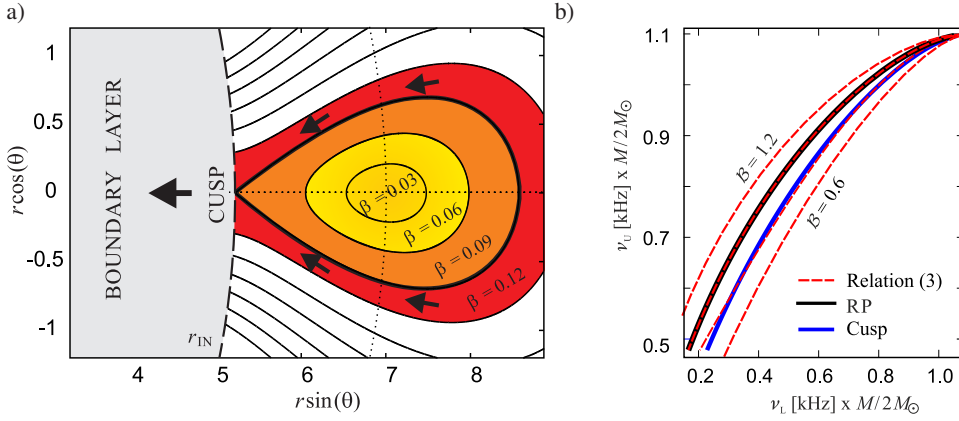 a)
1
0.5
0
-0.5
-1
rcos(θ)
BOUNDARY LAYER
CUSP
r_IN
β = 0.03
β = 0.06
β = 0.09
β = 0.12
4 5 6 7 8
r sin(θ)
b)
1.1
0.9
0.7
0.5
ν_U [kHz] x M/2M_⊙
ℬ = 1.2
ℬ = 0.6
Relation (3)
RP
Cusp
0.2 0.4 0.6 0.8 1.0
ν_L [kHz] x M/2M_⊙